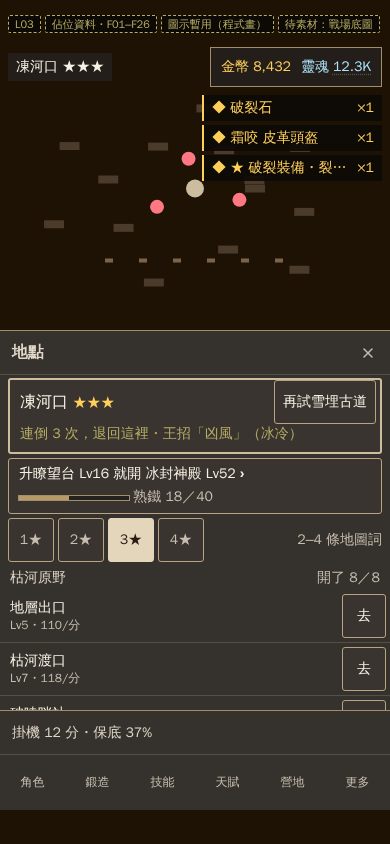 L03 佔位資料・F01–F26 圖示暫用（程式畫） 待素材：戰場底圖
凍河口 ★★★
金幣 8,432 靈魂 12.3K
◆ 破裂石 ×1
◆ 霜咬 皮革頭盔 ×1
◆ ★ 破裂裝備・裂⋯ ×1
地點 ×
凍河口 ★★★
再試雪埋古道
連倒 3 次，退回這裡・王招「凶風」（冰冷）
升瞭望台 Lv16 就開 冰封神殿 Lv52 ›
熟鐵 18／40
1★ 2★ 3★ 4★ 2–4 條地圖詞
枯河原野 開了 8／8
地層出口
Lv5・110/分
去
枯河渡口
Lv7・118/分
去
掛機 12 分・保底 37%
角色 鍛造 技能 天賦 營地 更多